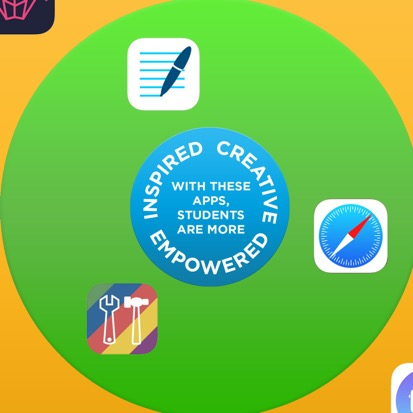 INSPIRED CREATIVE
WITH THESE
APPS,
STUDENTS
ARE MORE
EMPOWERED